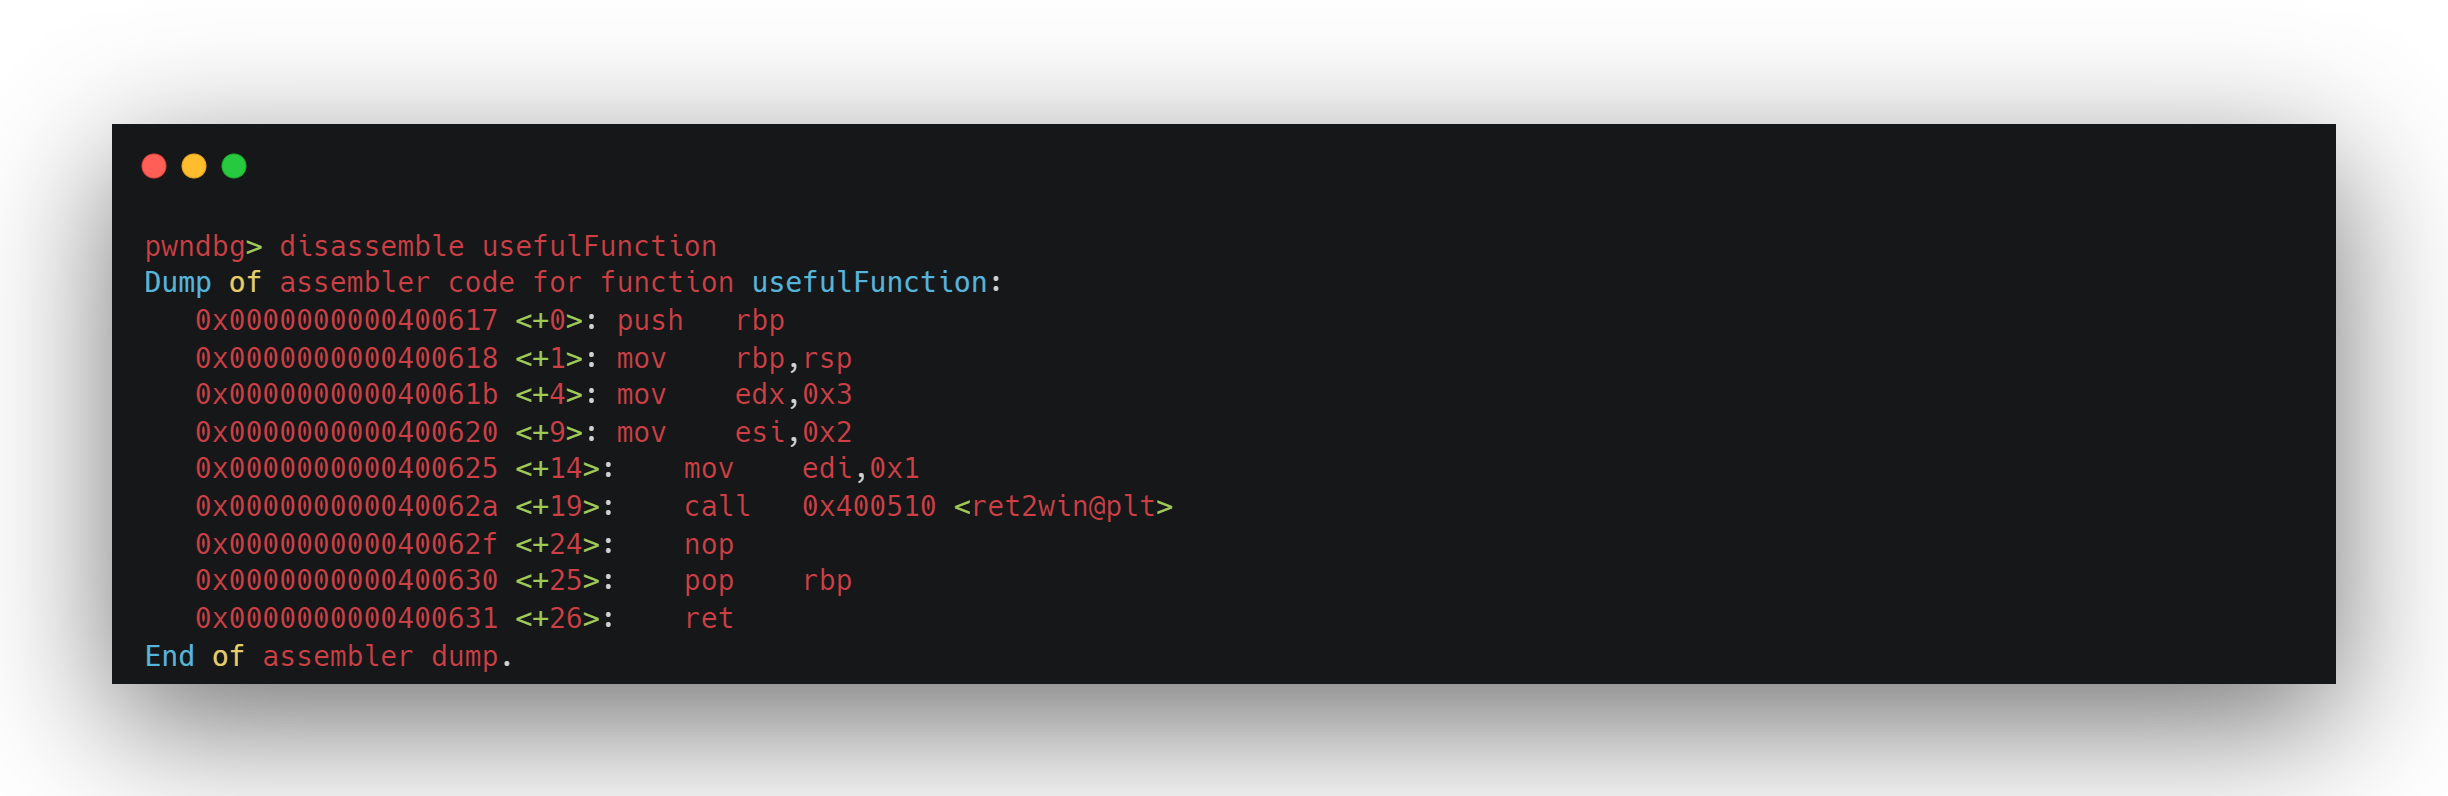 pwndbg> disassemble usefulFunction
Dump of assembler code for function usefulFunction:
   0x0000000000400617 <+0>: push   rbp
   0x0000000000400618 <+1>: mov    rbp,rsp
   0x000000000040061b <+4>: mov    edx,0x3
   0x0000000000400620 <+9>: mov    esi,0x2
   0x0000000000400625 <+14>:    mov    edi,0x1
   0x000000000040062a <+19>:    call   0x400510 <ret2win@plt>
   0x000000000040062f <+24>:    nop
   0x0000000000400630 <+25>:    pop    rbp
   0x0000000000400631 <+26>:    ret
End of assembler dump.